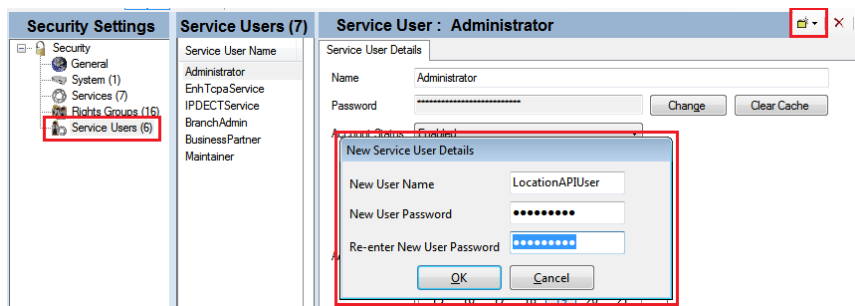 Security Settings
Security
General
System (1)
Services (7)
Rights Groups (16)
Service Users (6)
Service Users (7)
Service User Name
Administrator
EnhTcpaService
IPDECTService
BranchAdmin
BusinessPartner
Maintainer
Service User : Administrator
Service User Details
Name Administrator
Password **************************** Change Clear Cache
Account Status Enabled
New Service User Details
New User Name LocationAPIUser
New User Password ●●●●●●●●●
Re-enter New User Password ●●●●●●●●●
OK Cancel